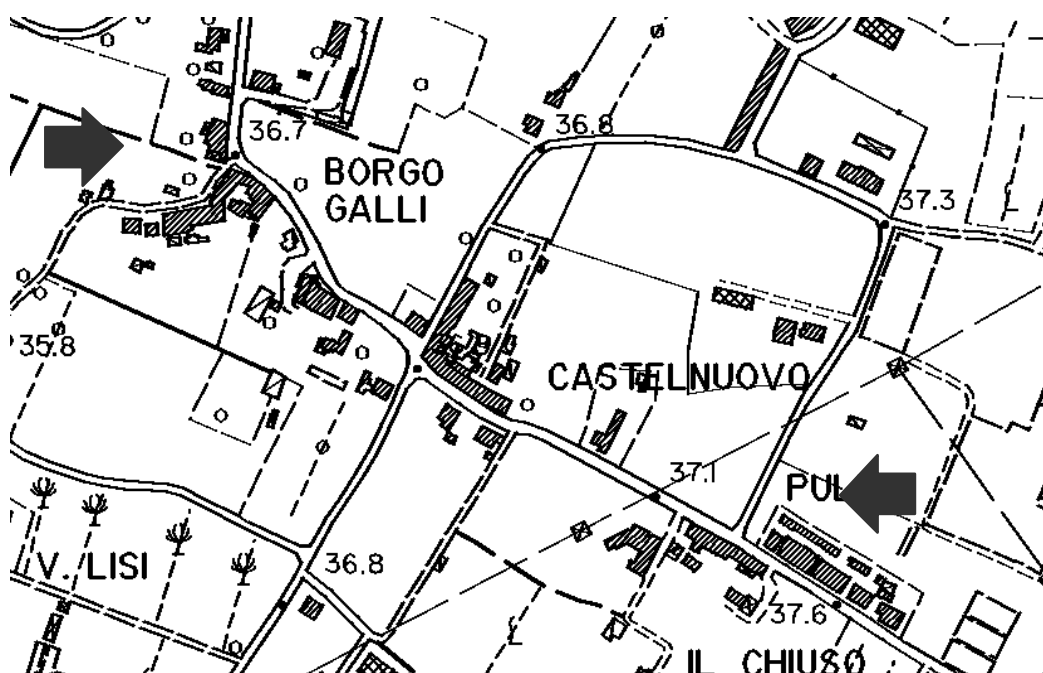 36.7
36.8
BORGO
GALLI
37.3
35.8
CASTELNUOVO
37.1
PUL
V. LISI
36.8
37.6
IL CHIUSO